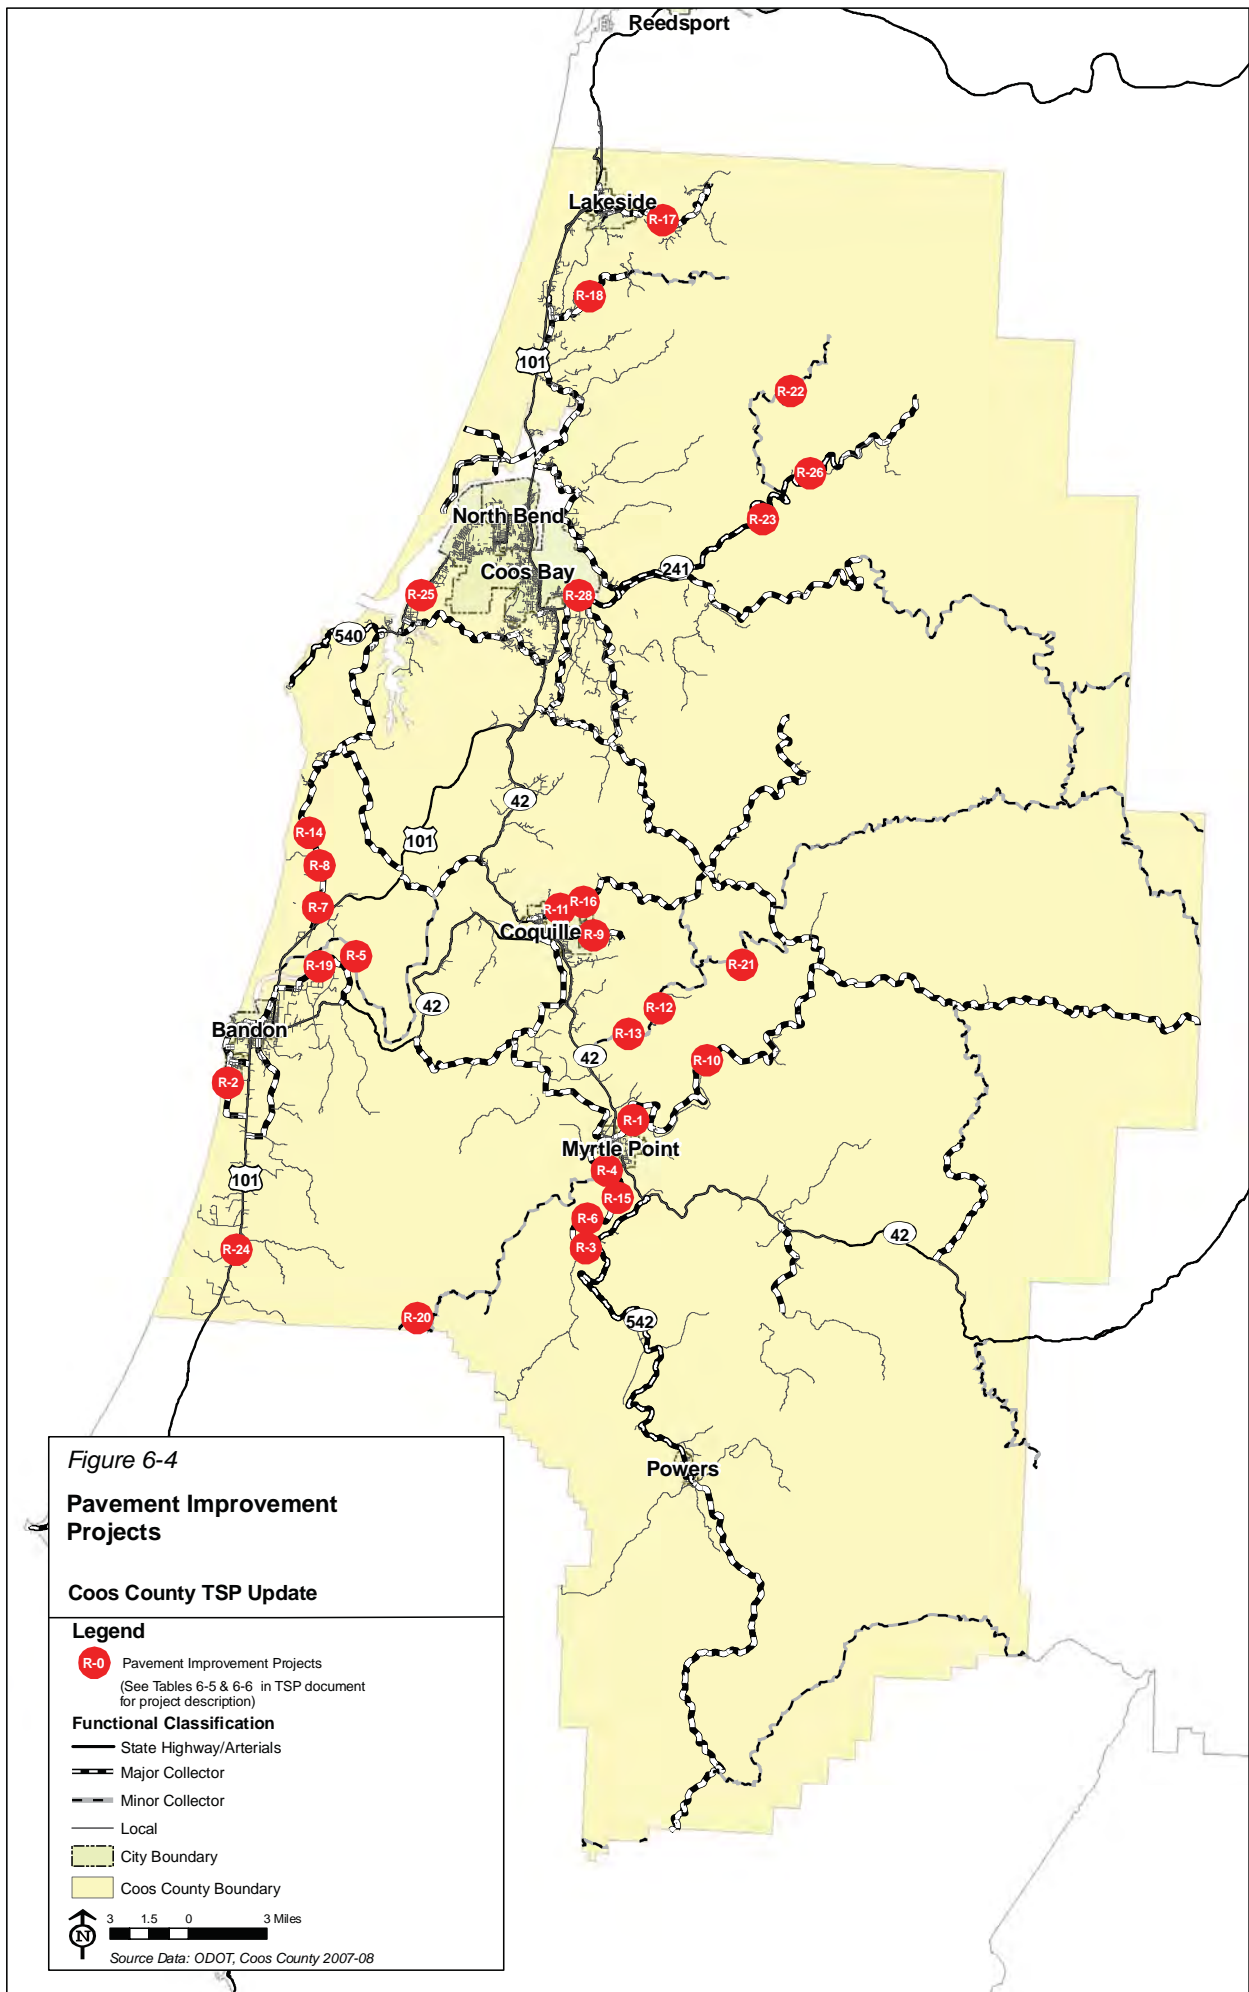 Reedsport
Lakeside
R-17
R-18
101
R-22
R-26
North Bend
R-23
Coos Bay
241
R-25
R-28
540
42
R-14
101
R-8
R-7
R-16
R-11
Coquille
R-9
R-5
R-19
R-21
42
R-12
Bandon
R-13
42
R-10
R-2
R-1
Myrtle Point
R-4
101
R-15
R-6
42
R-24
R-3
R-20
542
Powers
Figure 6-4
Pavement Improvement
Projects
Coos County TSP Update
Legend
R-0 Pavement Improvement Projects
(See Tables 6-5 & 6-6 in TSP document
for project description)
Functional Classification
State Highway/Arterials
Major Collector
Minor Collector
Local
City Boundary
Coos County Boundary
N
3 1.5 0 3 Miles
Source Data: ODOT, Coos County 2007-08